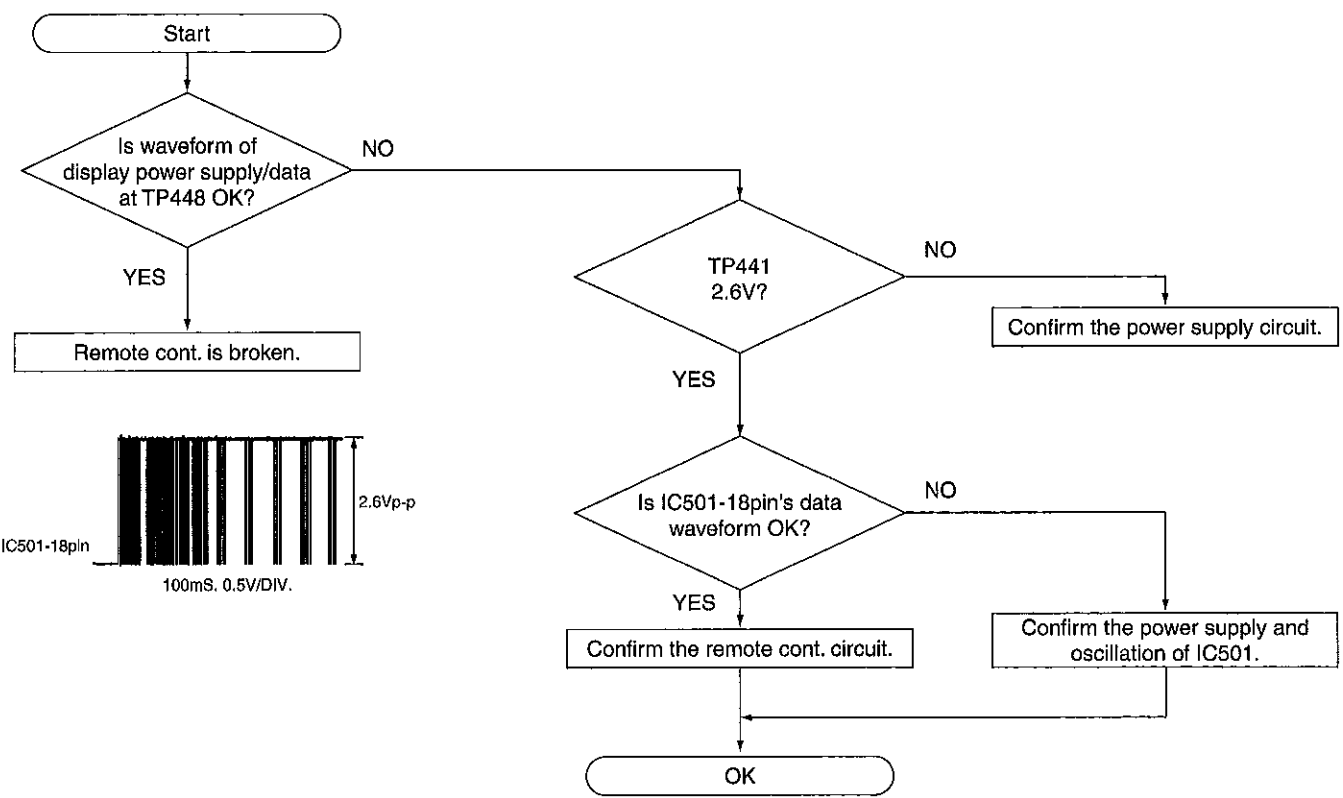 Start
Is waveform of
display power supply/data
at TP448 OK?
NO
YES
Remote cont. is broken.
TP441
2.6V?
NO
Confirm the power supply circuit.
YES
Is IC501-18pin's data
waveform OK?
NO
YES
Confirm the remote cont. circuit.
Confirm the power supply and
oscillation of IC501.
OK
IC501-18pin
2.6Vp-p
100mS. 0.5V/DIV.